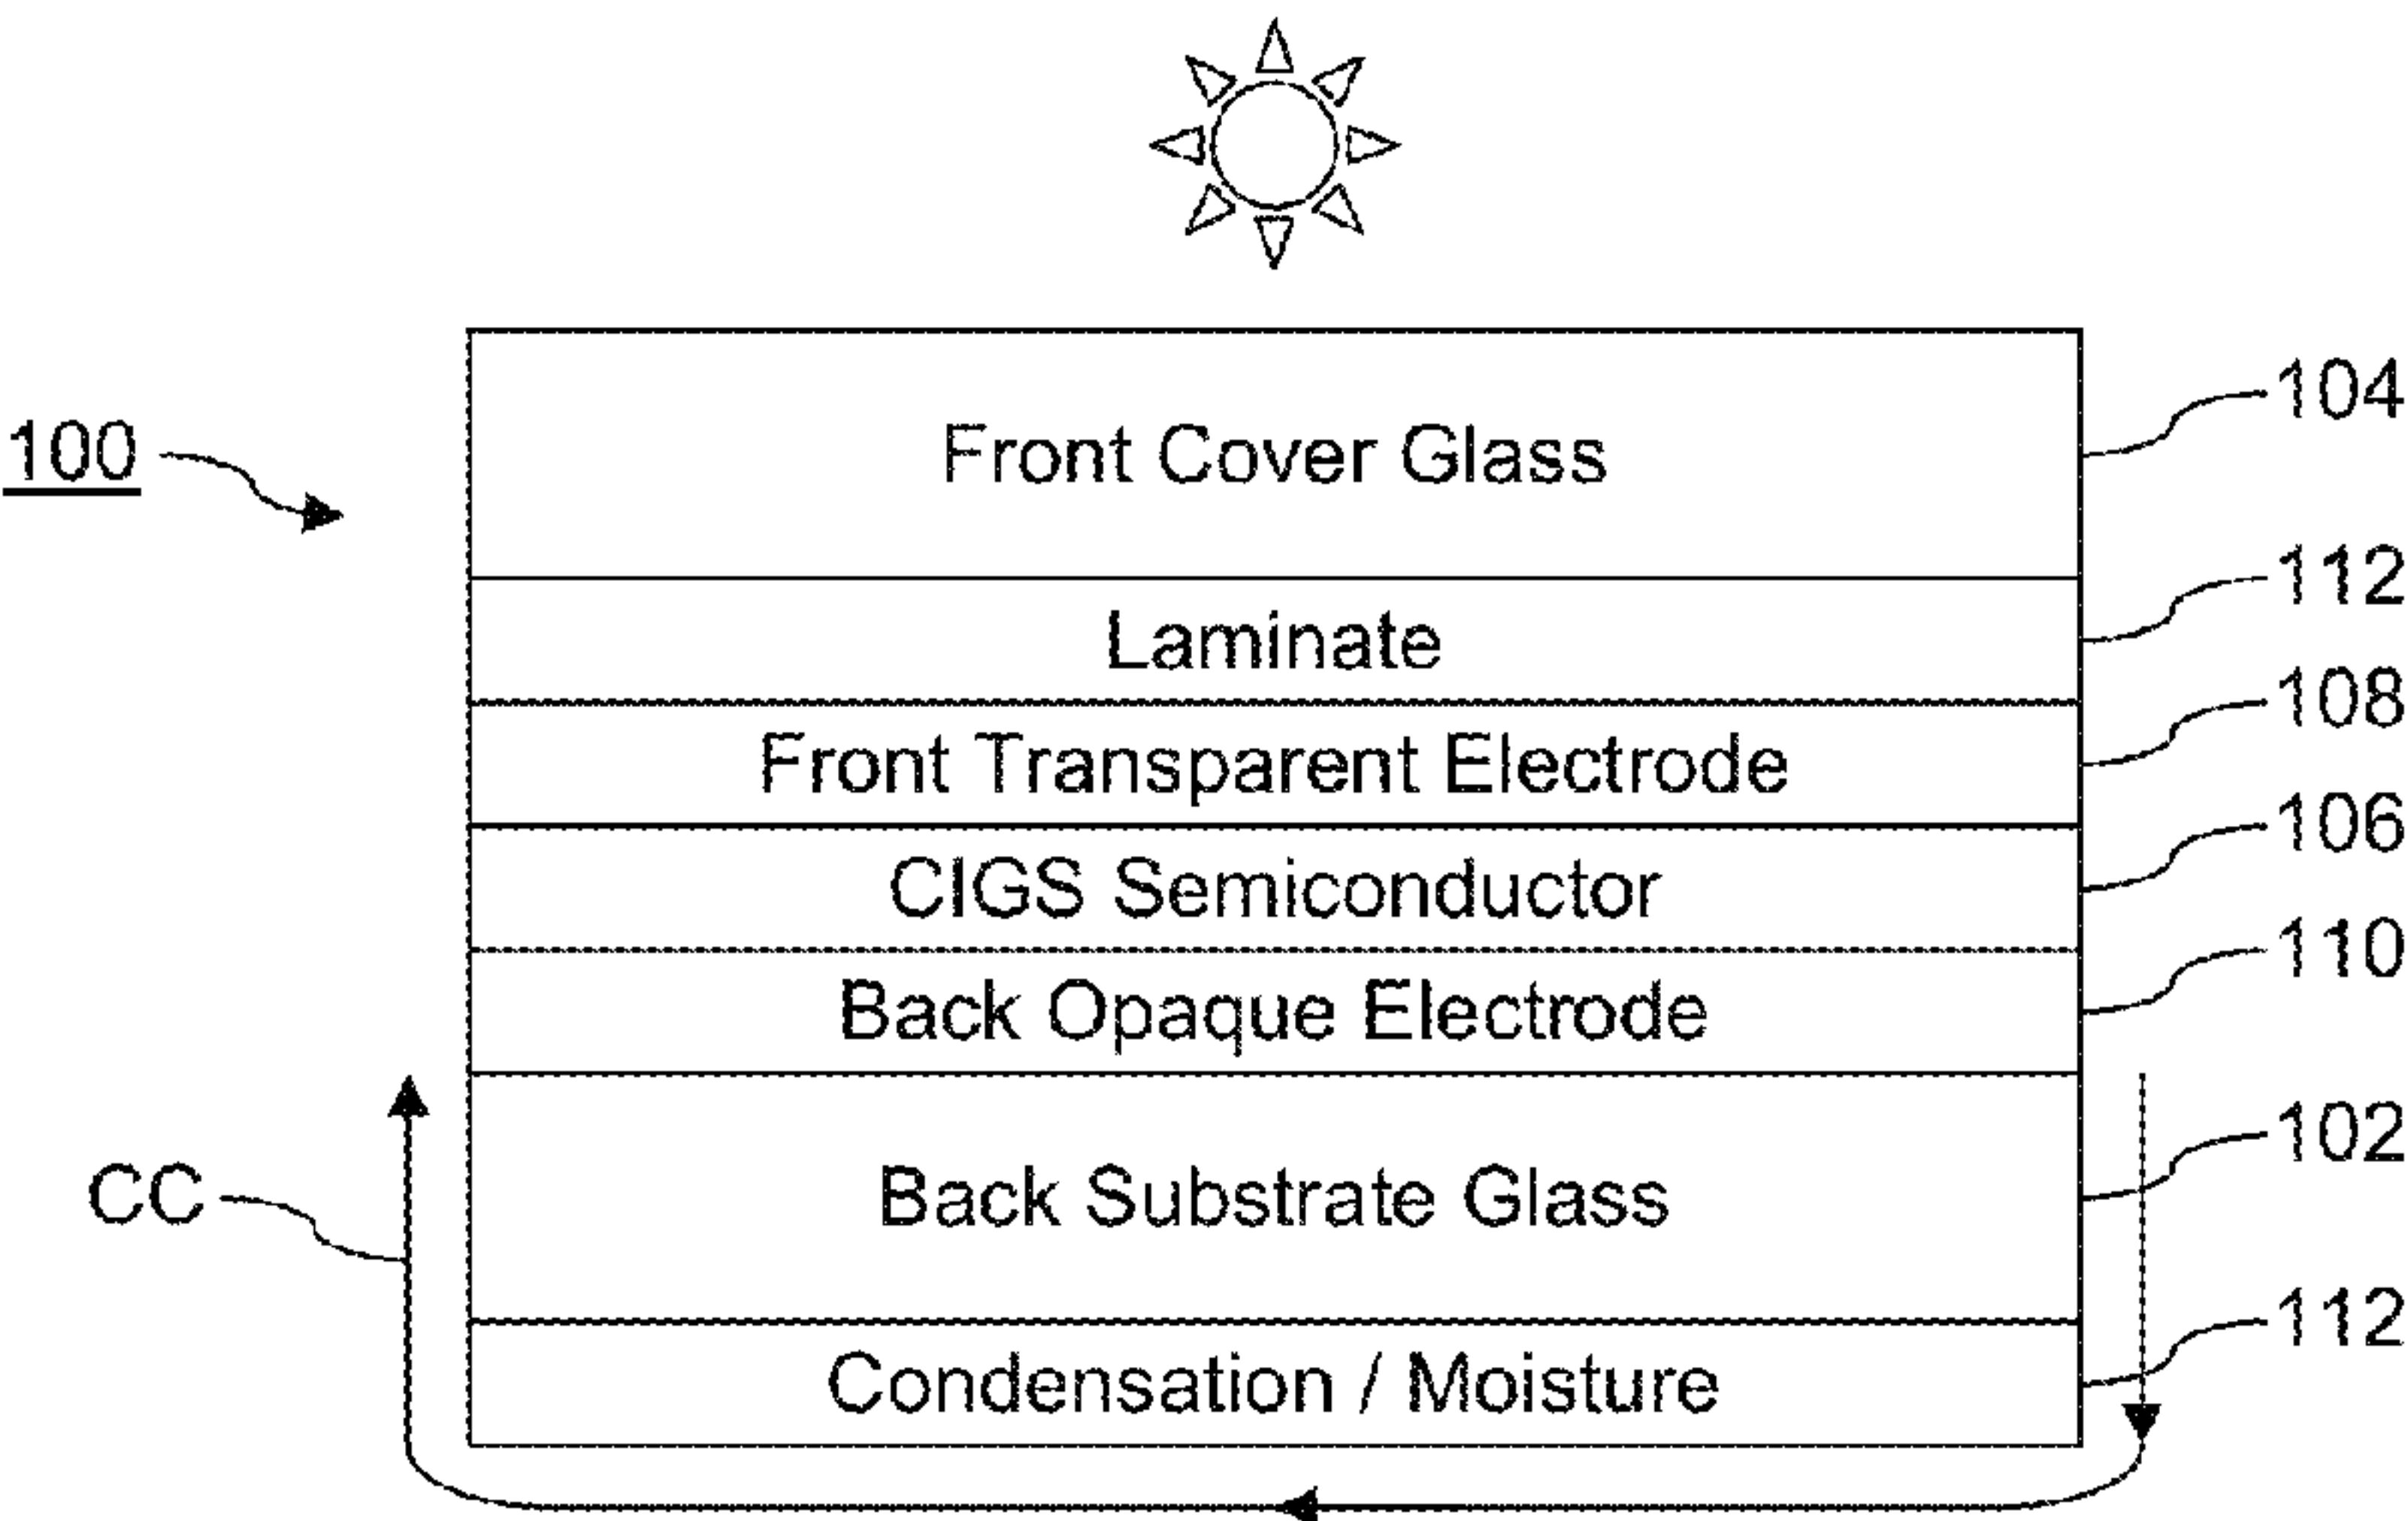 104
Front Cover Glass
100
112
Laminate
108
Front Transparent Electrode
106
CIGS Semiconductor
110
Back Opaque Electrode
102
Back Substrate Glass
CC
112
Condensation / Moisture